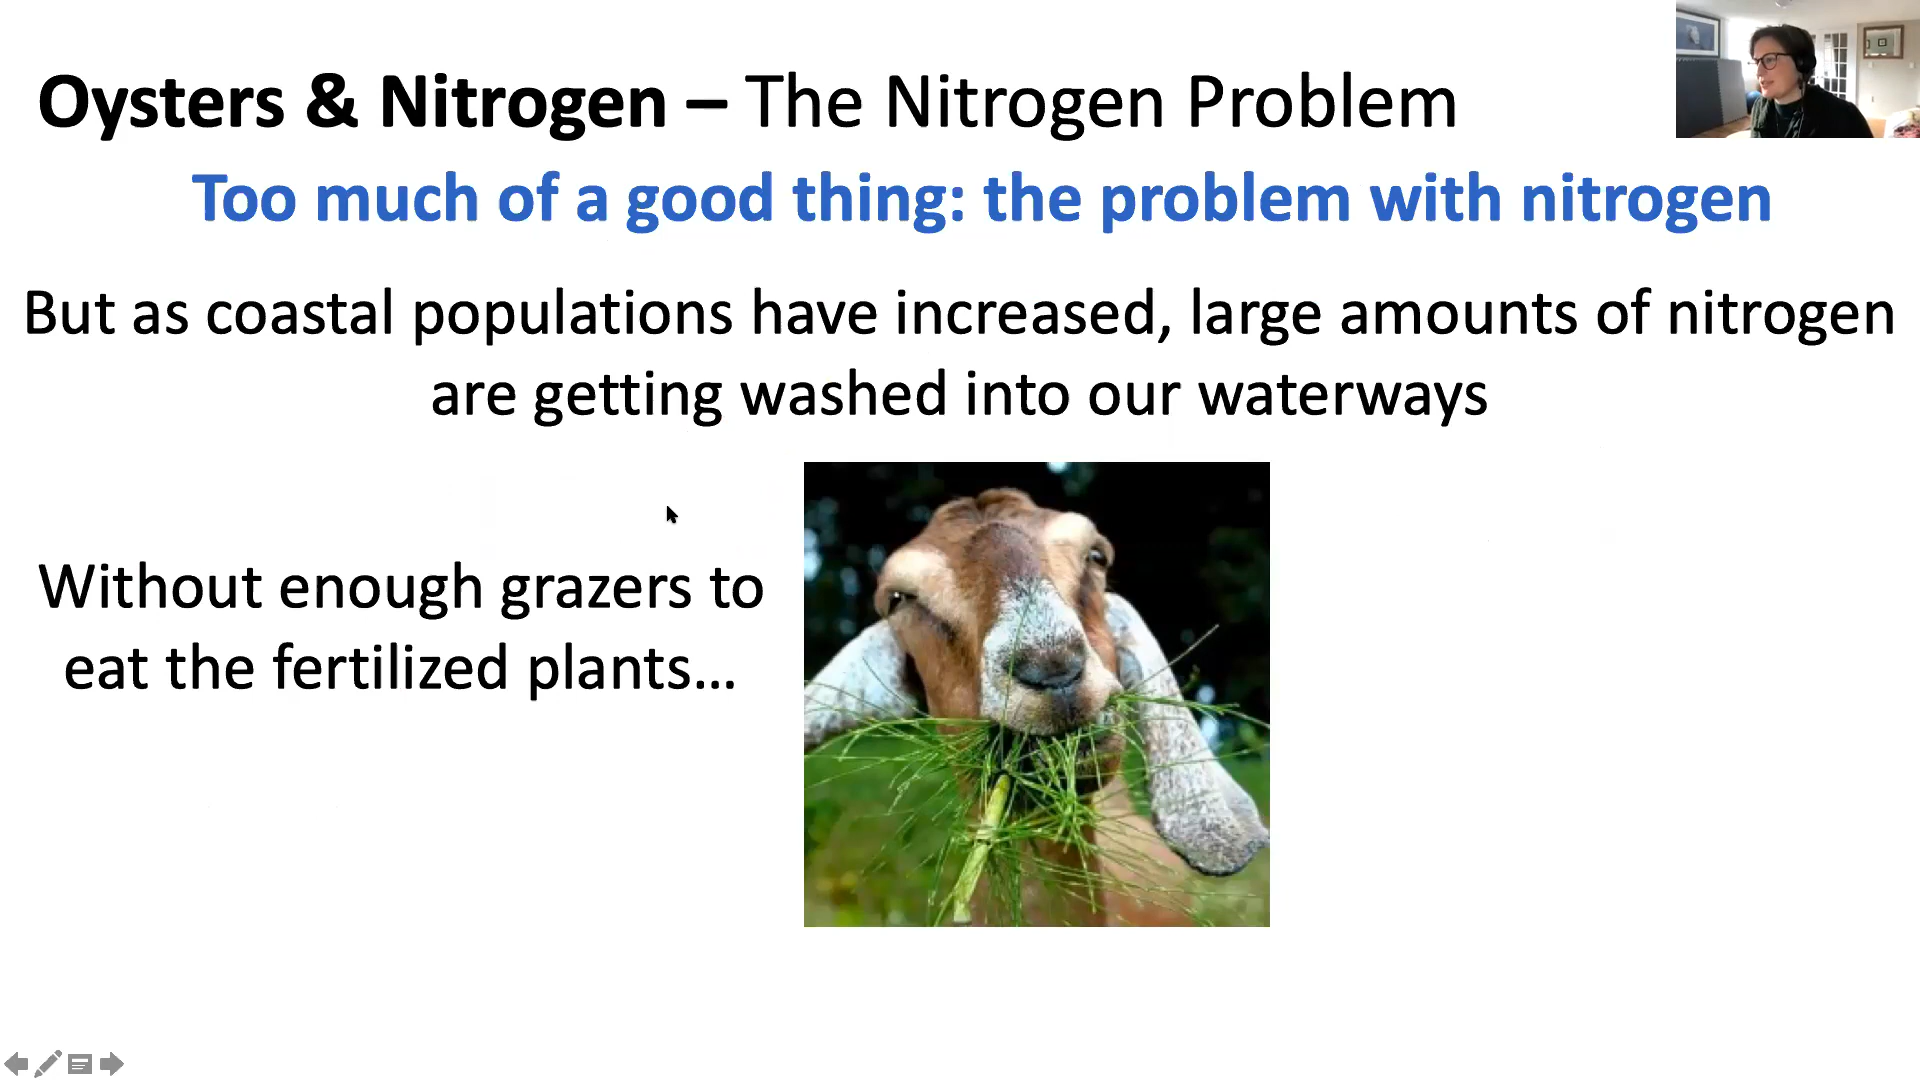 Oysters & Nitrogen – The Nitrogen Problem
Too much of a good thing: the problem with nitrogen
But as coastal populations have increased, large amounts of nitrogen
are getting washed into our waterways
Without enough grazers to
eat the fertilized plants...